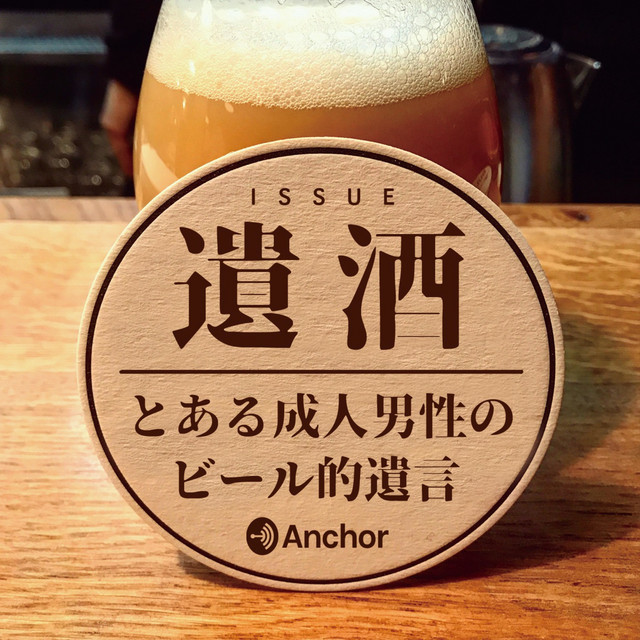 ISSUE
遺酒
とある成人男性の
ビール的遺言
Anchor